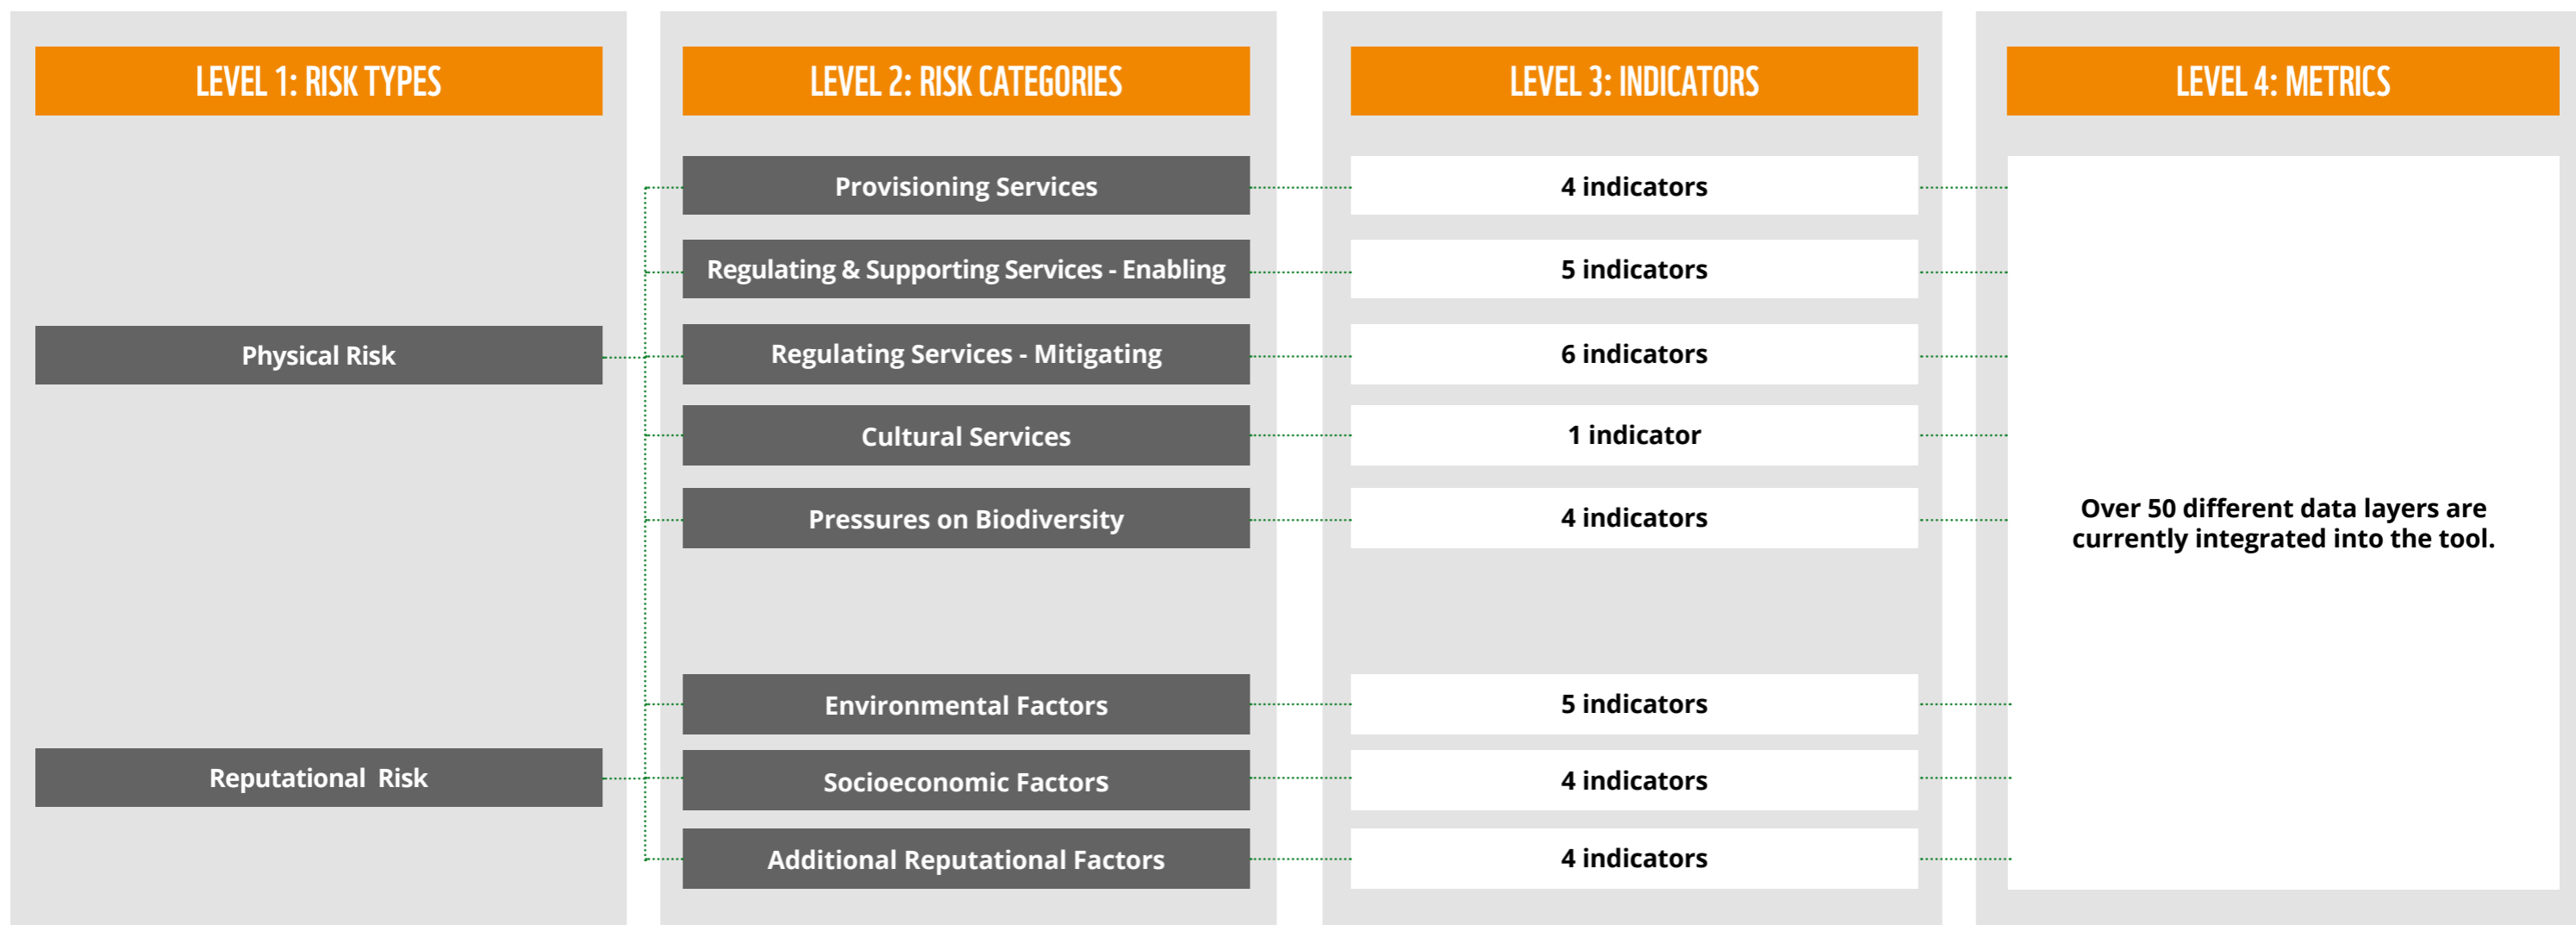 LEVEL 1: RISK TYPES
LEVEL 2: RISK CATEGORIES
LEVEL 3: INDICATORS
LEVEL 4: METRICS
Physical Risk
Reputational Risk
Provisioning Services
Regulating & Supporting Services - Enabling
Regulating Services - Mitigating
Cultural Services
Pressures on Biodiversity
Environmental Factors
Socioeconomic Factors
Additional Reputational Factors
4 indicators
5 indicators
6 indicators
1 indicator
4 indicators
5 indicators
4 indicators
4 indicators
Over 50 different data layers are
currently integrated into the tool.